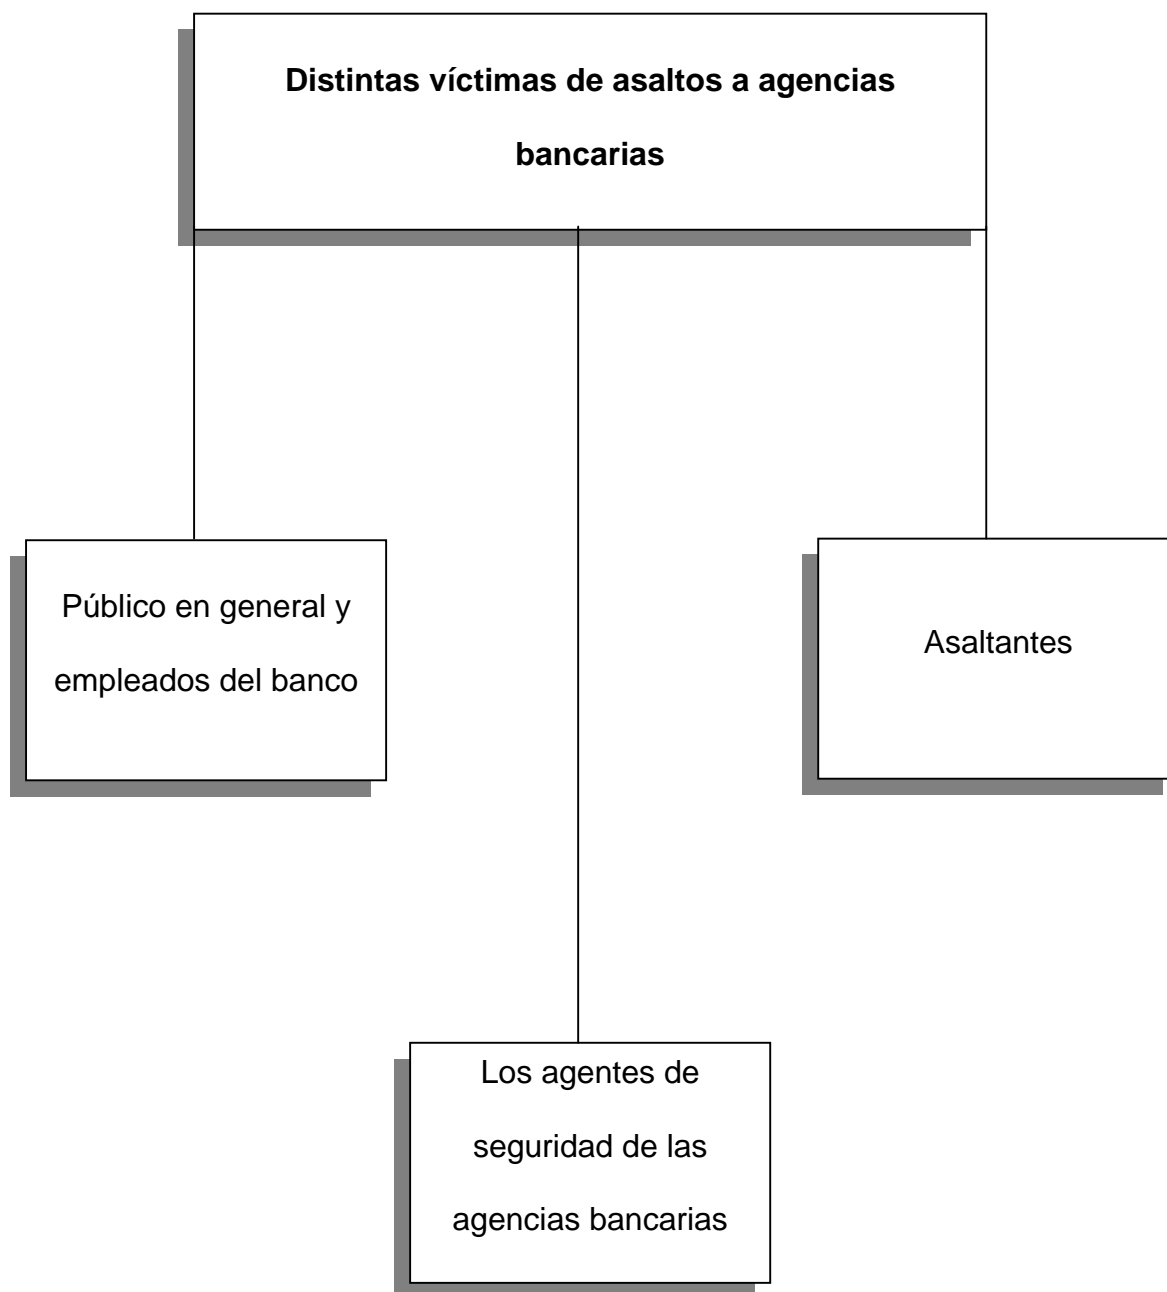 Distintas víctimas de asaltos a agencias
bancarias
Público en general y
empleados del banco
Asaltantes
Los agentes de
seguridad de las
agencias bancarias